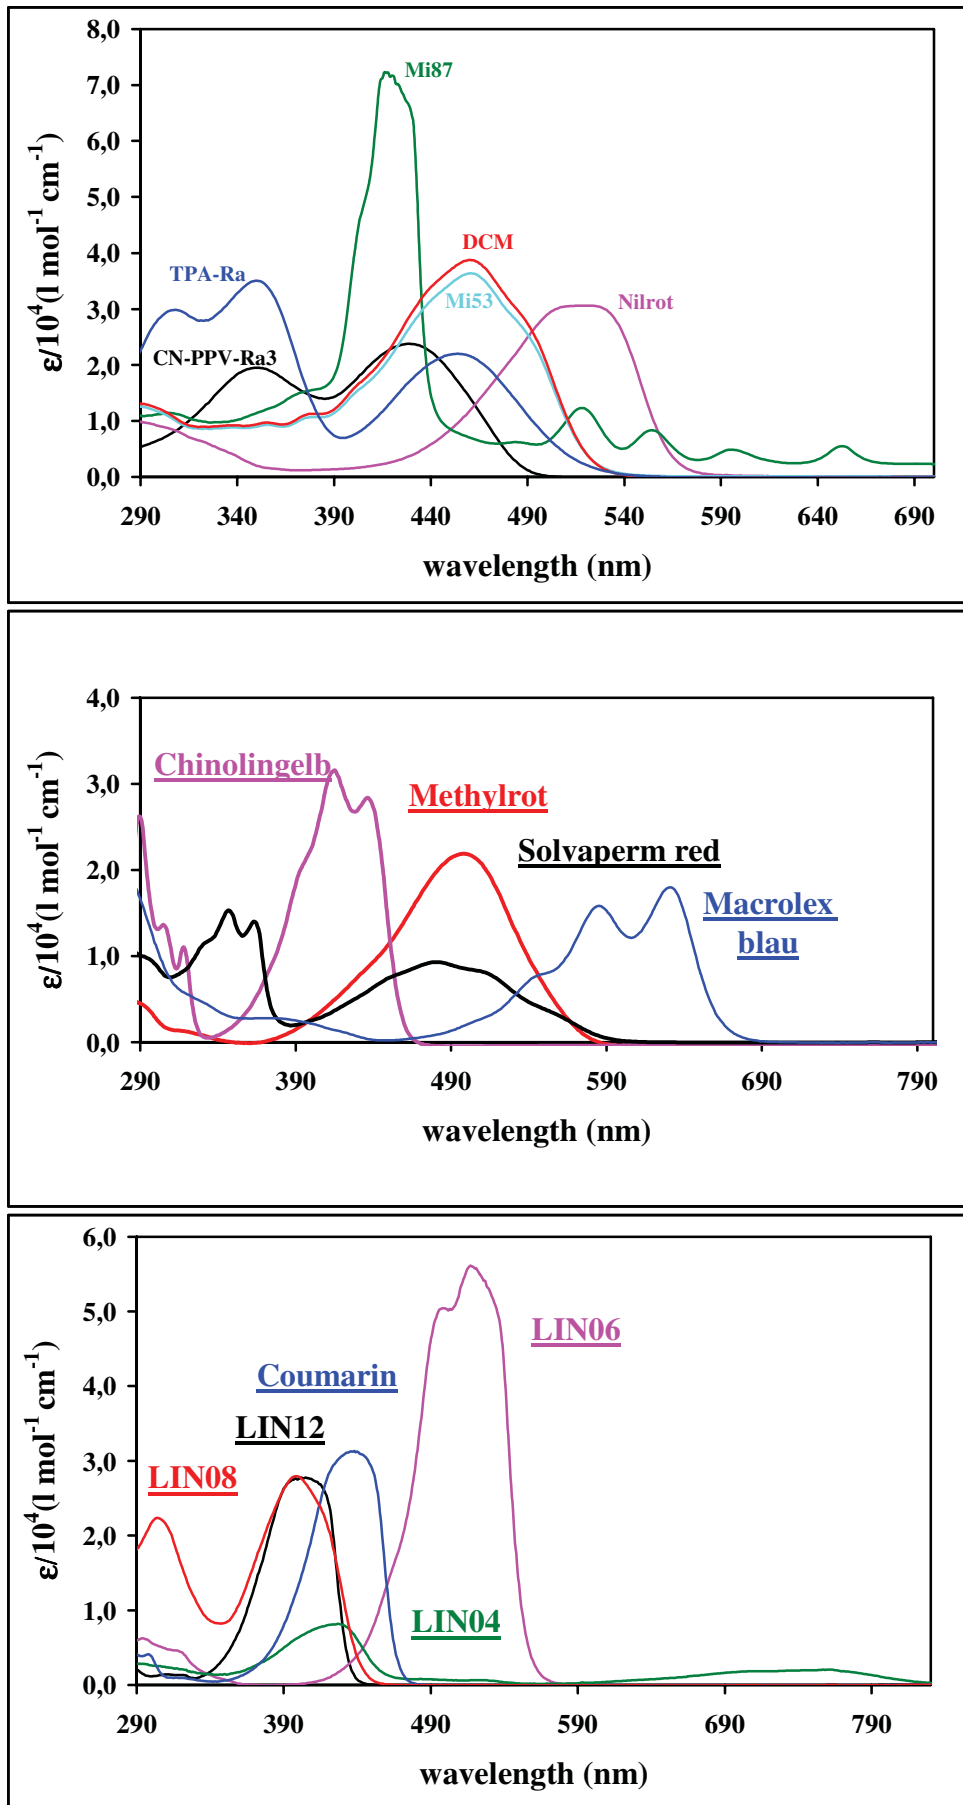 8,0
7,0
6,0
5,0
4,0
3,0
2,0
1,0
0,0
ε/10⁴(l mol⁻¹ cm⁻¹)
Mi87
DCM
TPA-Ra
Mi53
Nilrot
CN-PPV-Ra3
290 340 390 440 490 540 590 640 690
wavelength (nm)
4,0
3,0
2,0
1,0
0,0
ε/10⁴(l mol⁻¹ cm⁻¹)
Chinolingelb
Methylrot
Solvaperm red
Macrolex
blau
290 390 490 590 690 790
wavelength (nm)
6,0
5,0
4,0
3,0
2,0
1,0
0,0
ε/10⁴(l mol⁻¹ cm⁻¹)
LIN06
Coumarin
LIN12
LIN08
LIN04
290 390 490 590 690 790
wavelength (nm)